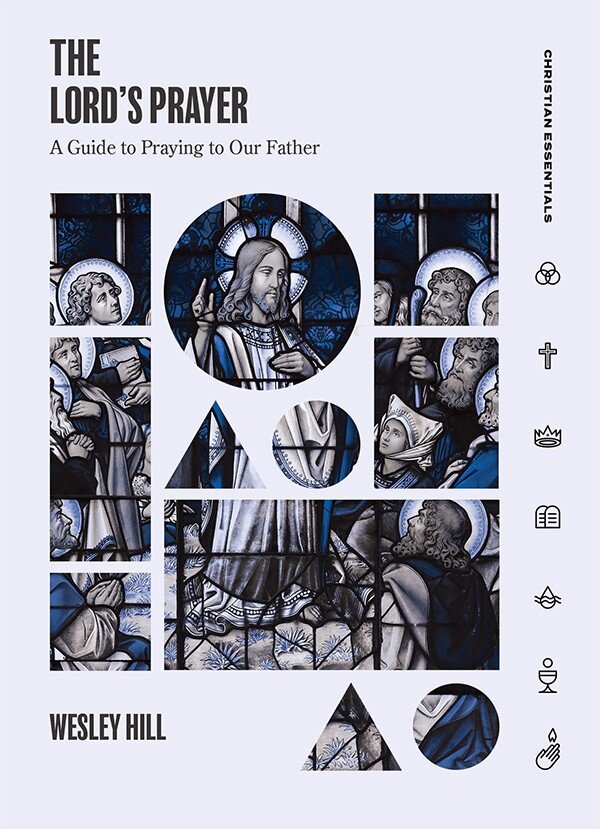 THE
LORD'S PRAYER
A Guide to Praying to Our Father
CHRISTIAN ESSENTIALS
WESLEY HILL